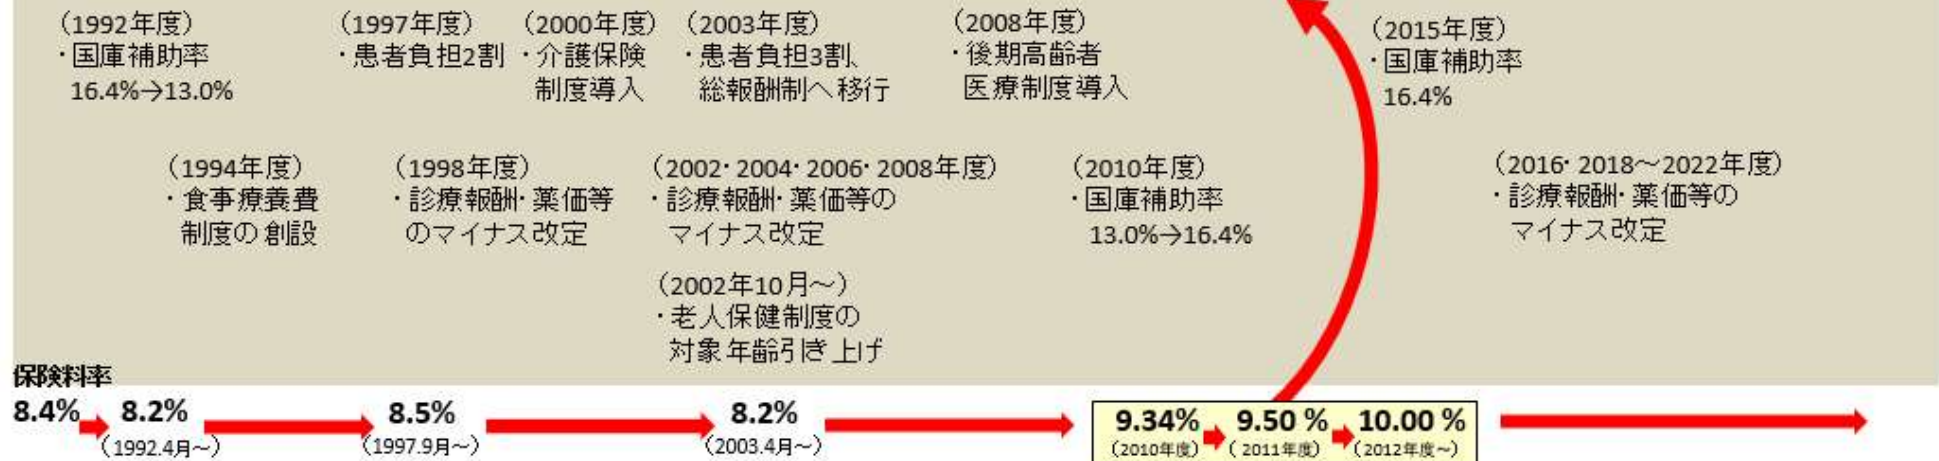 (1992年度)
・国庫補助率
16.4%→13.0%
(1997年度)
・患者負担2割
(2000年度)
・介護保険
制度導入
(2003年度)
・患者負担3割、
総報酬制へ移行
(2008年度)
・後期高齢者
医療制度導入
(2015年度)
・国庫補助率
16.4%
(1994年度)
・食事療養費
制度の創設
(1998年度)
・診療報酬・薬価等
のマイナス改定
(2002・2004・2006・2008年度)
・診療報酬・薬価等の
マイナス改定
(2010年度)
・国庫補助率
13.0%→16.4%
(2016・2018～2022年度)
・診療報酬・薬価等の
マイナス改定
(2002年10月～)
・老人保健制度の
対象年齢引き上げ
保険料率
8.4%
8.2%
(1992.4月～)
8.5%
(1997.9月～)
8.2%
(2003.4月～)
9.34%
(2010年度)
9.50 %
(2011年度)
10.00 %
(2012年度～)